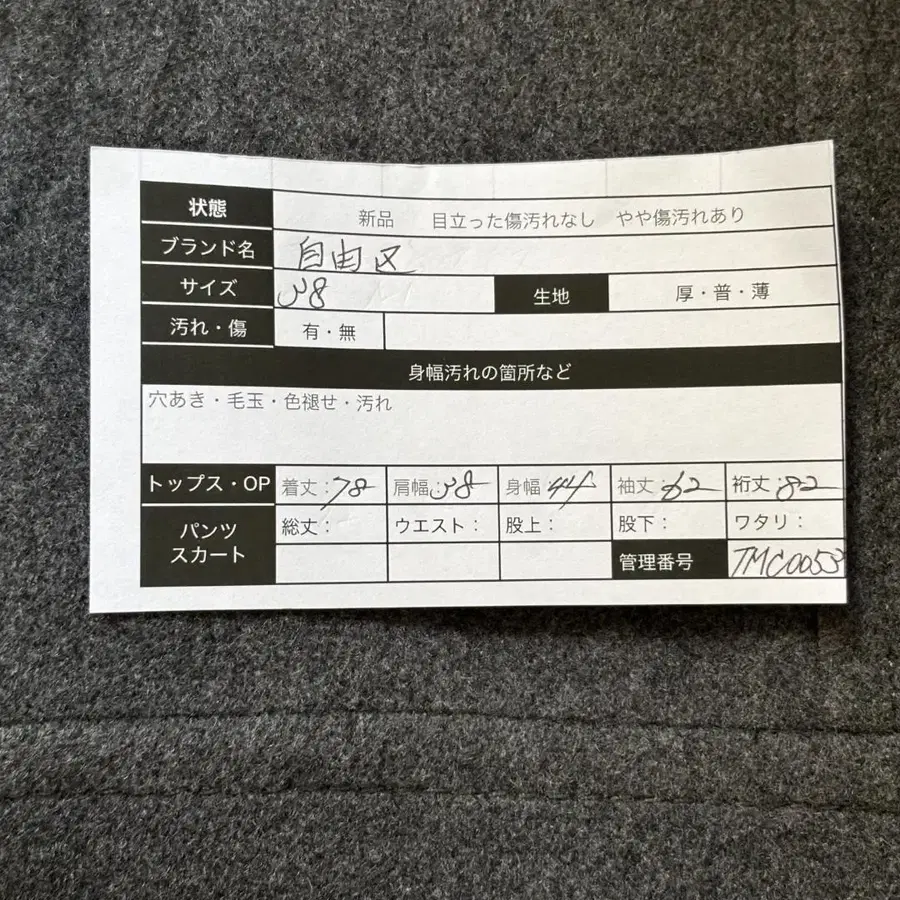 状態 新品 目立った傷汚れなし やや傷汚れあり
ブランド名 自由区
サイズ 38 生地 厚・普・薄
汚れ・傷 有・無
身幅汚れの箇所など
穴あき・毛玉・色褪せ・汚れ
トップス・OP 着丈:78 肩幅:38 身幅 44 袖丈 62 裄丈:82
パンツ スカート 総丈: ウエスト: 股上: 股下: ワタリ:
管理番号 TMC0053